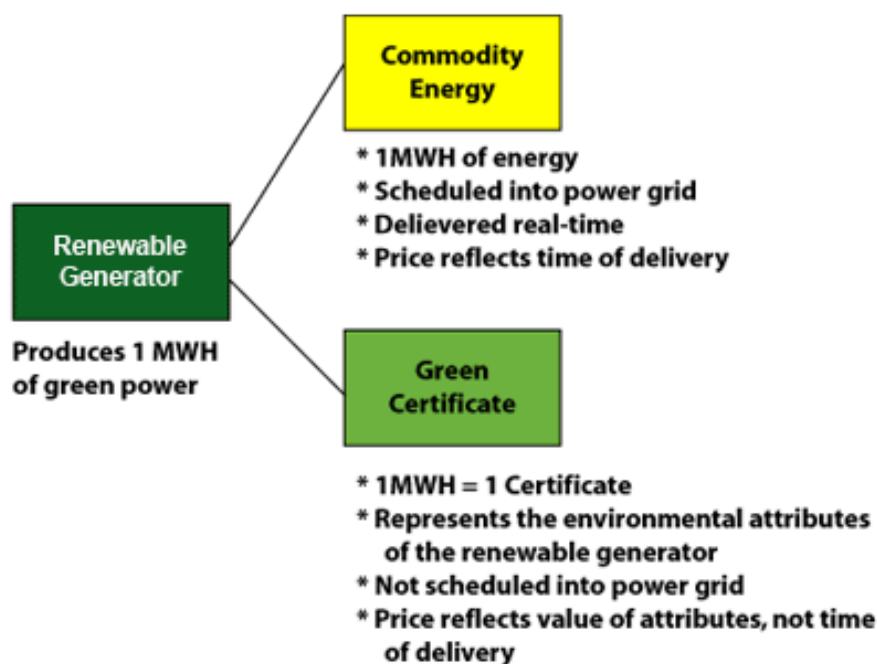 Commodity
Energy
* 1MWH of energy
* Scheduled into power grid
* Delievered real-time
* Price reflects time of delivery
Renewable
Generator
Produces 1 MWH
of green power
Green
Certificate
* 1MWH = 1 Certificate
* Represents the environmental attributes
of the renewable generator
* Not scheduled into power grid
* Price reflects value of attributes, not time
of delivery